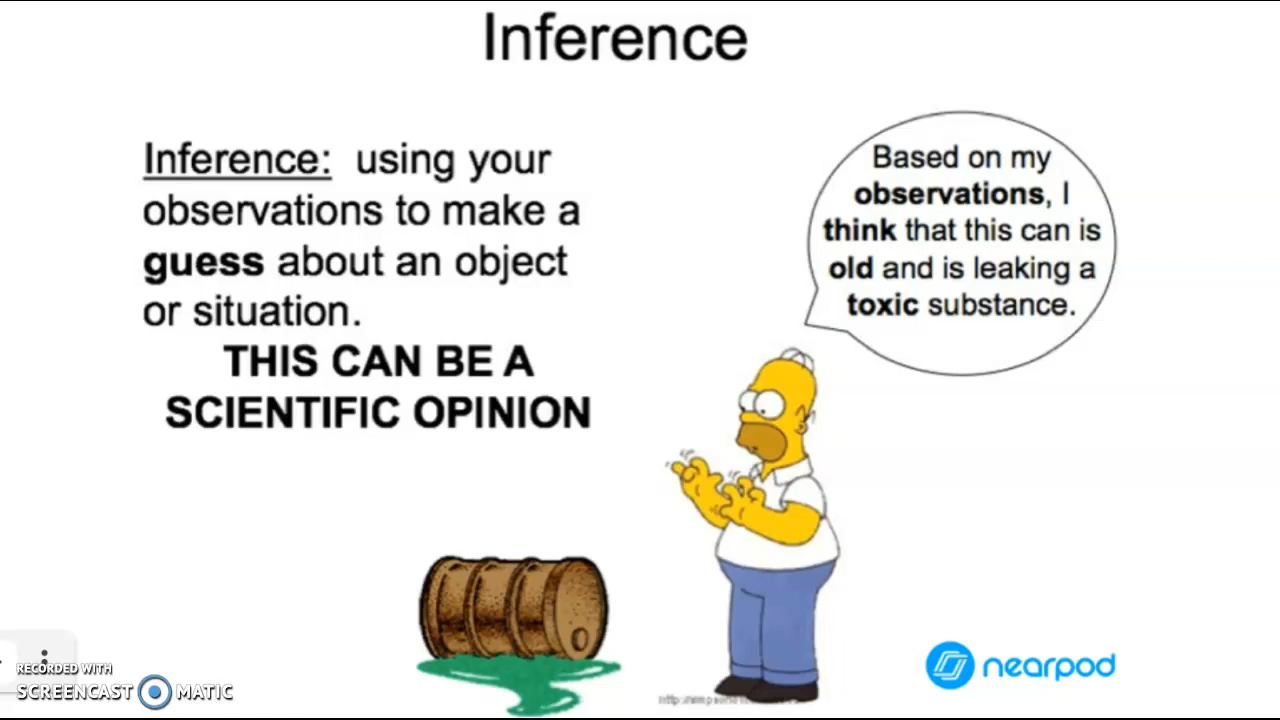 Inference
Inference: using your
observations to make a
guess about an object
or situation.
THIS CAN BE A
SCIENTIFIC OPINION
Based on my
observations, I
think that this can is
old and is leaking a
toxic substance.
nearpod
RECORDED WITH
SCREENCAST MATIC